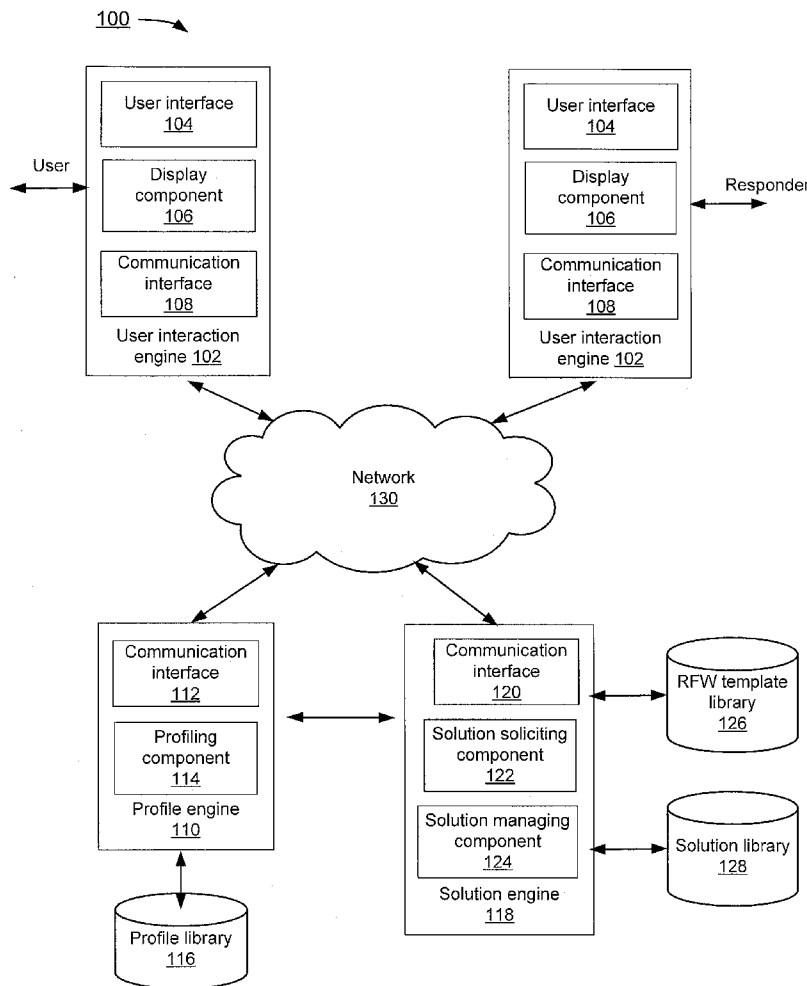 100
User interface
104
Display
component
106
Communication
interface
108
User interaction
engine 102
User
User interface
104
Display
component
106
Communication
interface
108
User interaction
engine 102
Responder
Network
130
Communication
interface
112
Profiling
component
114
Profile engine
110
Profile library
116
Communication
interface
120
Solution soliciting
component
122
Solution managing
component
124
Solution engine
118
RFW template
library
126
Solution library
128